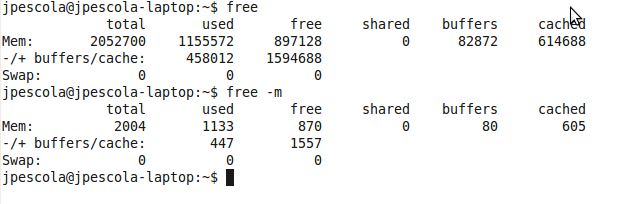 jpescola@jpescola-laptop:~$ free
             total       used       free     shared    buffers     cached
Mem:       2052700    1155572     897128          0      82872     614688
-/+ buffers/cache:     458012    1594688
Swap:            0          0          0
jpescola@jpescola-laptop:~$ free -m
             total       used       free     shared    buffers     cached
Mem:          2004       1133        870          0         80        605
-/+ buffers/cache:        447       1557
Swap:            0          0          0
jpescola@jpescola-laptop:~$